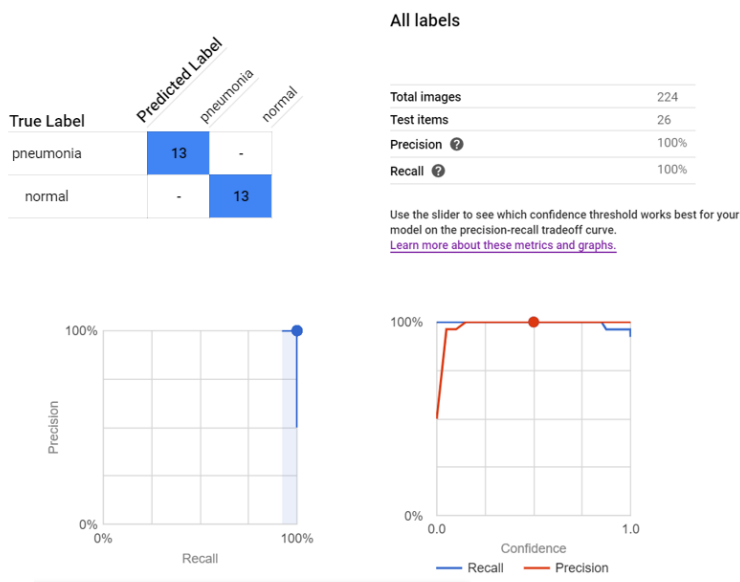 All labels
Predicted Label
pneumonia
normal
True Label
pneumonia 13 -
normal - 13
Total images 224
Test items 26
Precision ? 100%
Recall ? 100%
Use the slider to see which confidence threshold works best for your
model on the precision-recall tradeoff curve.
Learn more about these metrics and graphs.
100%
Precision
0%
0% 100%
Recall
100%
0%
0.0 1.0
Confidence
Recall Precision